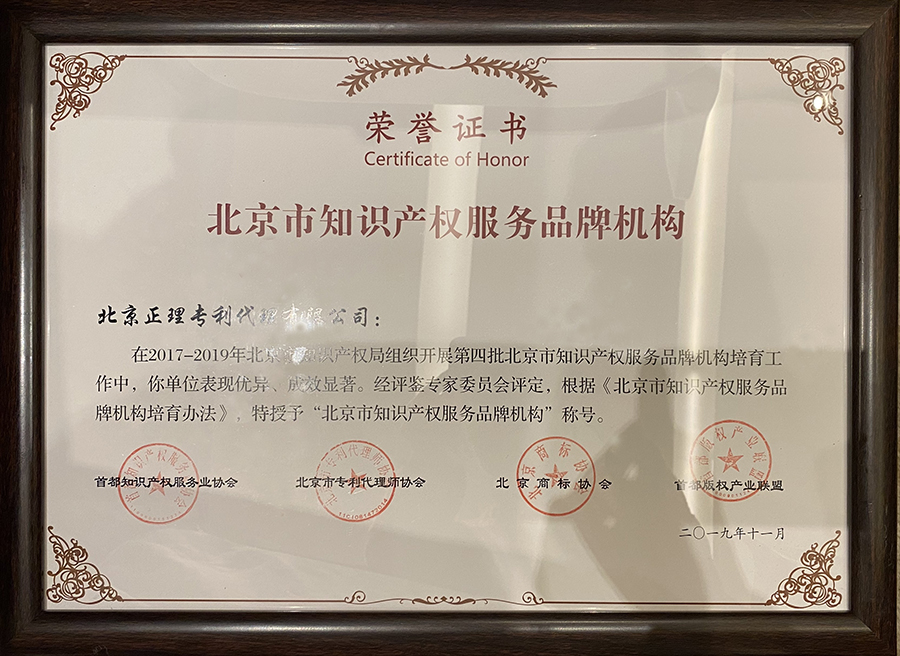 荣誉证书
Certificate of Honor
北京市知识产权服务品牌机构
北京正理专利代理有限公司：
在2017-2019年北京市知识产权局组织开展第四批北京市知识产权服务品牌机构培育工
作中，你单位表现优异、成效显著。经评鉴专家委员会评定，根据《北京市知识产权服务品
牌机构培育办法》，特授予“北京市知识产权服务品牌机构”称号。
首都知识产权服务业协会 北京市专利代理师协会 北京商标协会 首都版权产业联盟
二〇一九年十一月